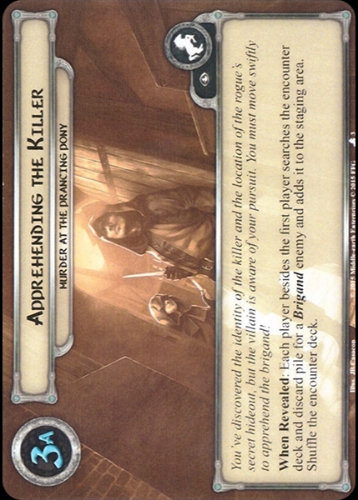 3A
APPREHENDING THE KILLER
MURDER AT THE PRANCING PONY
You've discovered the identity of the killer and the location of the rogue's
secret hideout, but the villain is aware of your pursuit. You must move swiftly
to apprehend the brigand!
When Revealed: Each player besides the first player searches the encounter
deck and discard pile for a Brigand enemy and adds it to the staging area.
Shuffle the encounter deck.
Illus. JB Casacop © 2015 Middle-earth Enterprises © 2015 FFG 3